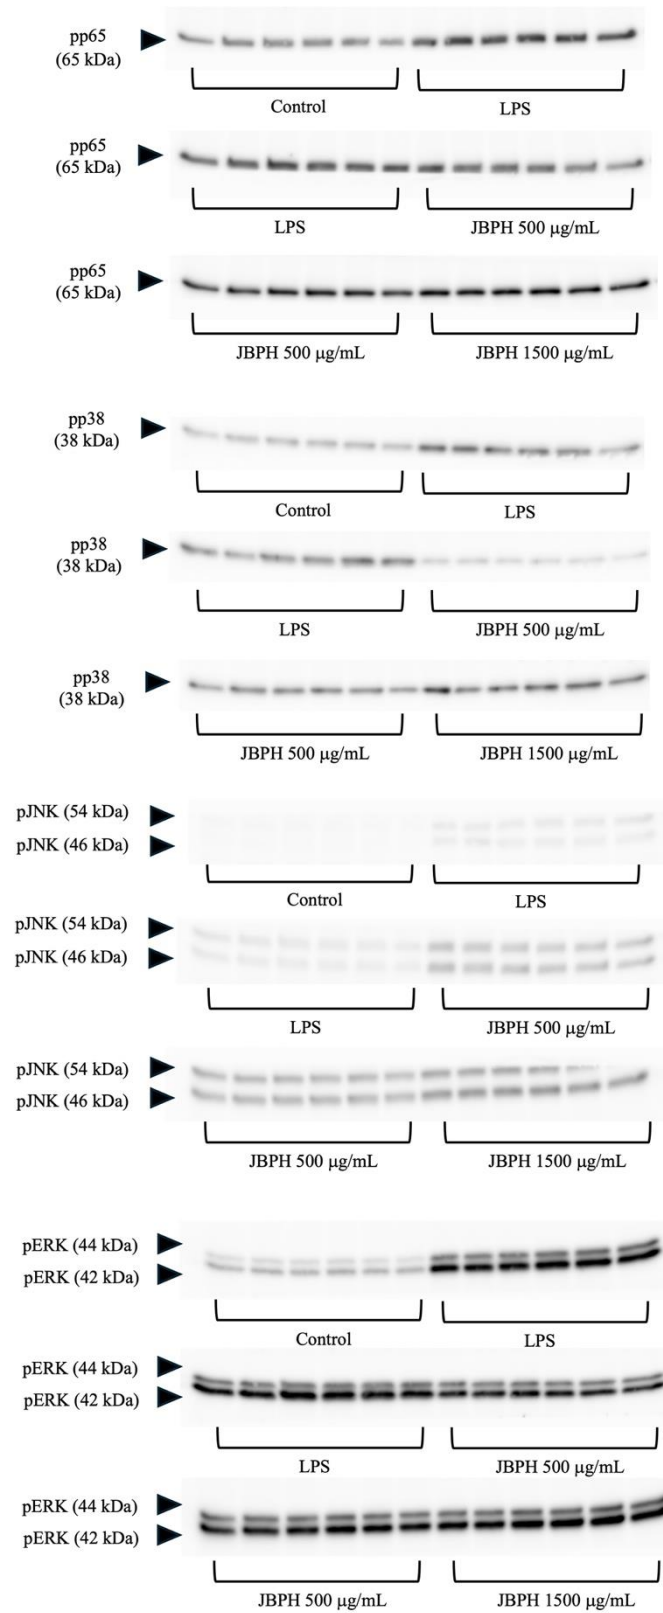 pp65
(65 kDa)
Control
LPS
pp65
(65 kDa)
LPS
JBPH 500 μg/mL
pp65
(65 kDa)
JBPH 500 μg/mL
JBPH 1500 μg/mL
pp38
(38 kDa)
Control
LPS
pp38
(38 kDa)
LPS
JBPH 500 μg/mL
pp38
(38 kDa)
JBPH 500 μg/mL
JBPH 1500 μg/mL
pJNK (54 kDa)
pJNK (46 kDa)
Control
LPS
pJNK (54 kDa)
pJNK (46 kDa)
LPS
JBPH 500 μg/mL
pJNK (54 kDa)
pJNK (46 kDa)
JBPH 500 μg/mL
JBPH 1500 μg/mL
pERK (44 kDa)
pERK (42 kDa)
Control
LPS
pERK (44 kDa)
pERK (42 kDa)
LPS
JBPH 500 μg/mL
pERK (44 kDa)
pERK (42 kDa)
JBPH 500 μg/mL
JBPH 1500 μg/mL